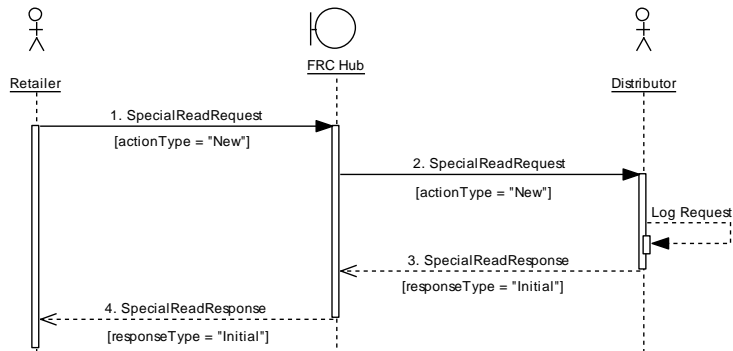 FRC Hub
Retailer
Distributor
1. SpecialReadRequest
[actionType = "New"]
2. SpecialReadRequest
[actionType = "New"]
Log Request
3. SpecialReadResponse
[responseType = "Initial"]
4. SpecialReadResponse
[responseType = "Initial"]